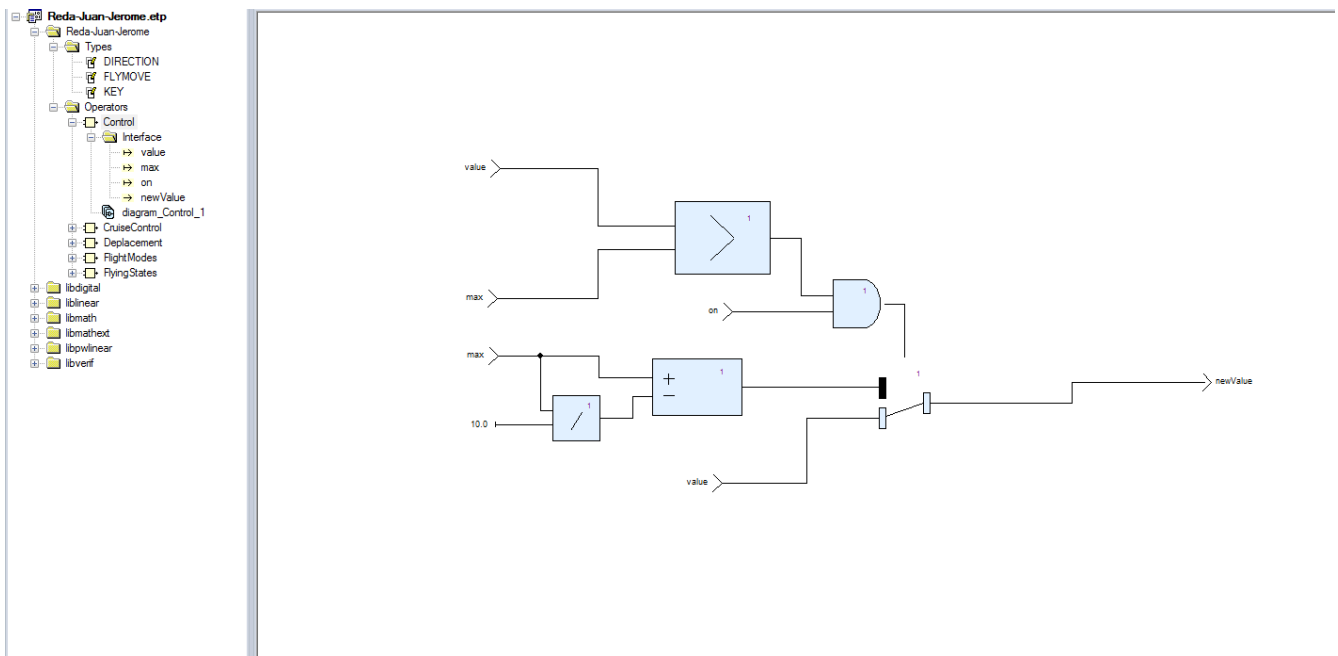 Reda-Juan-Jerome.etp
Reda-Juan-Jerome
Types
DIRECTION
FLYMOVE
KEY
Operators
Control
Interface
value
max
on
newValue
diagram_Control_1
CruiseControl
Deplacement
FlightModes
FlyingStates
libdigital
liblinear
libmath
libmathext
libpwlinear
libverif
value
1
max
on
1
max
1
+
−
1
newValue
1
/
10.0
value